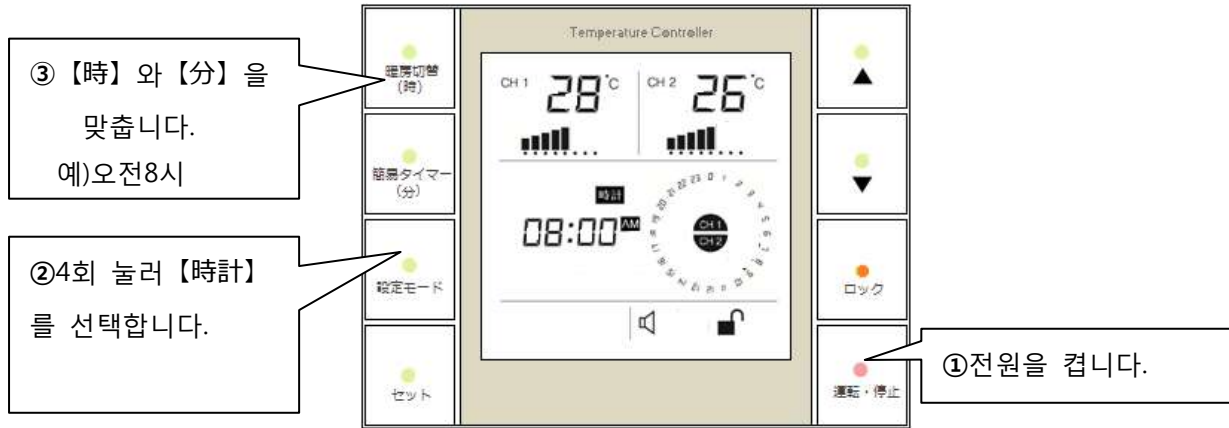 ③【時】와【分】을
맞춥니다.
예)오전8시
②4회 눌러【時計】
를 선택합니다.
暖房切替
(時)
簡易タイマー
(分)
設定モード
セット
Temperature Controller
CH 1 28°C
CH 2 26°C
時計
08:00 AM
CH 1
CH 2
▲
▼
ロック
運転・停止
①전원을 켭니다.